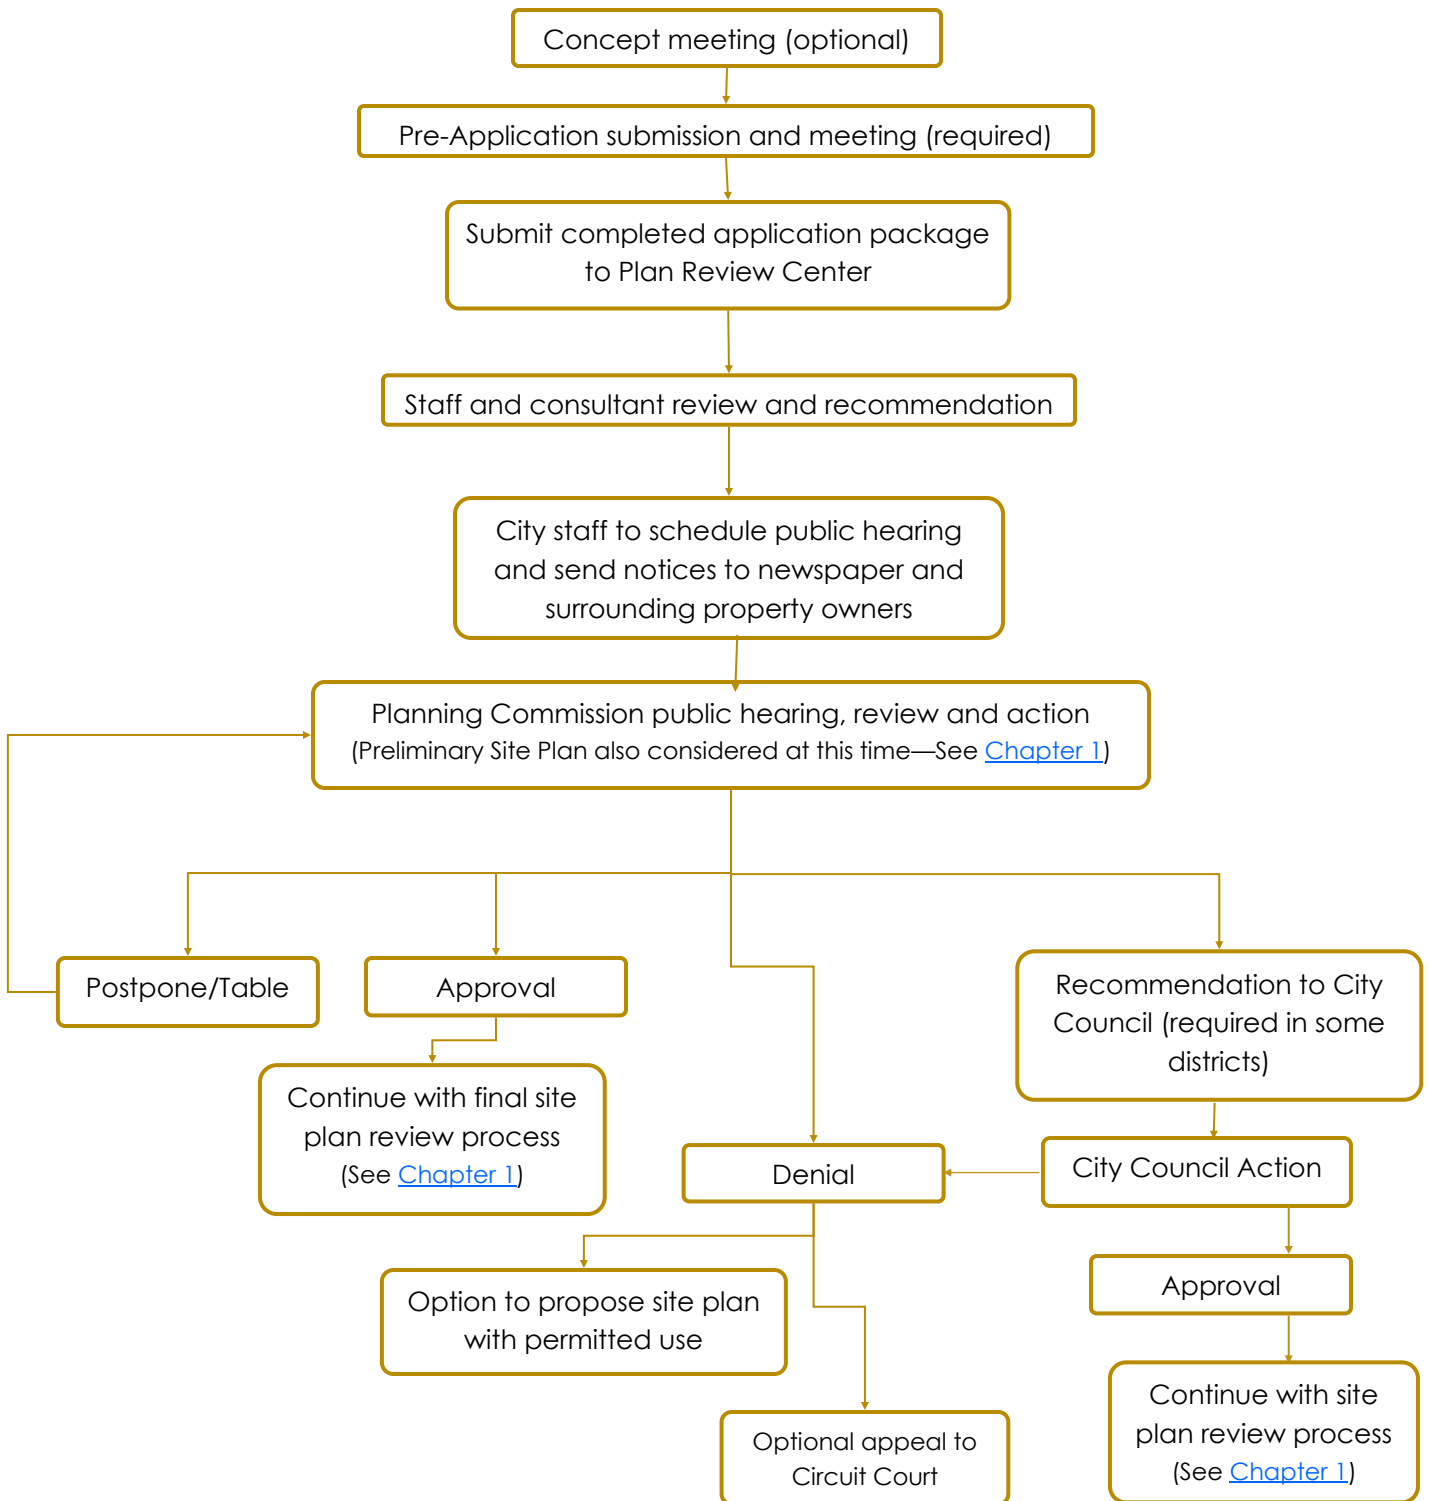 Concept meeting (optional)
Pre-Application submission and meeting (required)
Submit completed application package
to Plan Review Center
Staff and consultant review and recommendation
City staff to schedule public hearing
and send notices to newspaper and
surrounding property owners
Planning Commission public hearing, review and action
(Preliminary Site Plan also considered at this time—See Chapter 1)
Postpone/Table
Approval
Recommendation to City
Council (required in some
districts)
Continue with final site
plan review process
(See Chapter 1)
Denial
City Council Action
Option to propose site plan
with permitted use
Approval
Optional appeal to
Circuit Court
Continue with site
plan review process
(See Chapter 1)